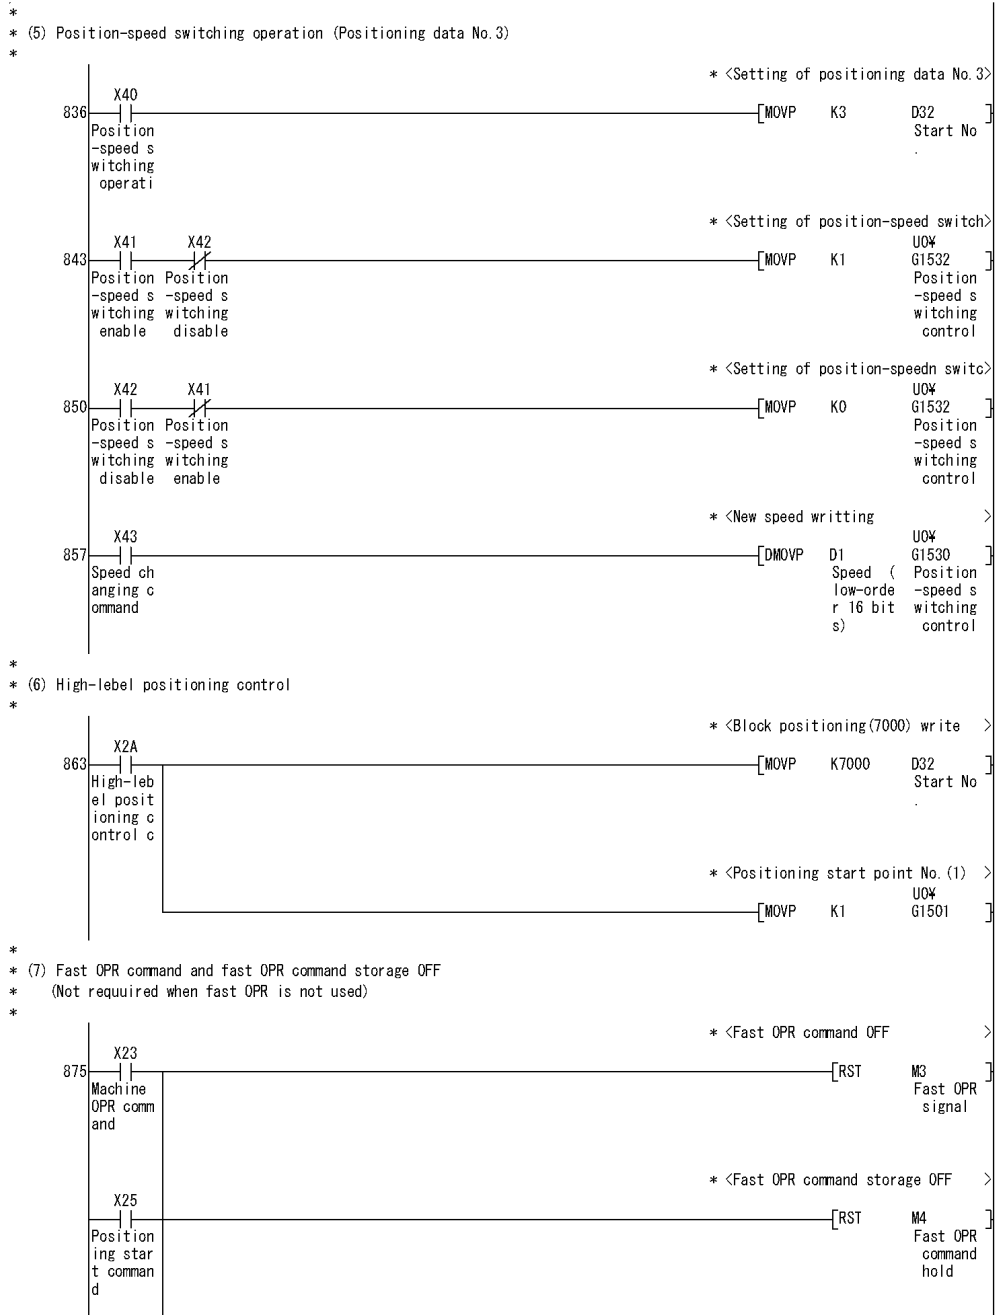 *
* (5) Position-speed switching operation (Positioning data No.3)
*
* <Setting of positioning data No.3>
X40
836 [MOVP K3 D32 ]
Position Start No
-speed s .
witching
operati
* <Setting of position-speed switch>
X41 X42 U0¥
843 [MOVP K1 G1532 ]
Position Position Position
-speed s -speed s -speed s
witching witching witching
enable disable control
* <Setting of position-speedn switc>
X42 X41 U0¥
850 [MOVP K0 G1532 ]
Position Position Position
-speed s -speed s -speed s
witching witching witching
disable enable control
* <New speed writting >
X43 U0¥
857 [DMOVP D1 G1530 ]
Speed ch Speed ( Position
anging c low-orde -speed s
ommand r 16 bit witching
s) control
*
* (6) High-lebel positioning control
*
* <Block positioning(7000) write >
X2A
863 [MOVP K7000 D32 ]
High-leb Start No
el posit .
ioning c
ontrol c
* <Positioning start point No.(1) >
U0¥
[MOVP K1 G1501 ]
*
* (7) Fast OPR command and fast OPR command storage OFF
* (Not requuired when fast OPR is not used)
*
* <Fast OPR command OFF >
X23
875 [RST M3 ]
Machine Fast OPR
OPR comm signal
and
* <Fast OPR command storage OFF >
X25
[RST M4 ]
Position Fast OPR
ing star command
t comman hold
d